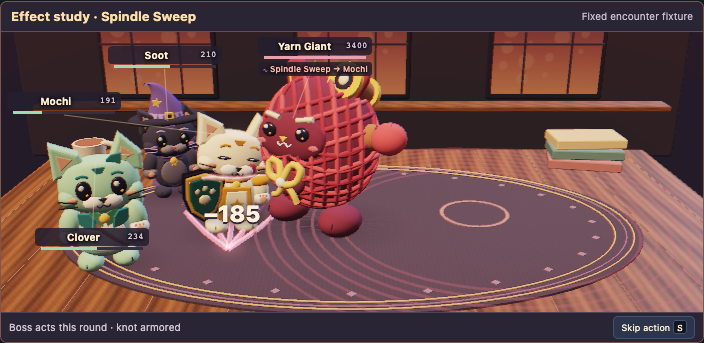 Effect study · Spindle Sweep
Fixed encounter fixture
Soot 210
Yarn Giant 3400
Spindle Sweep → Mochi
Mochi 191
-185
Clover 234
Boss acts this round · knot armored
Skip action S